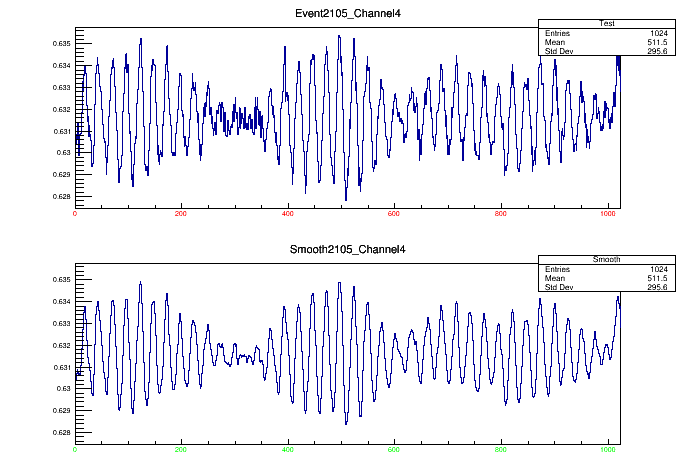 Event2105_Channel4
Test
Entries 1024
Mean 511.5
Std Dev 295.6
0.635
0.634
0.633
0.632
0.631
0.63
0.629
0.628
0 200 400 600 800 1000
Smooth2105_Channel4
Smooth
Entries 1024
Mean 511.5
Std Dev 295.6
0.635
0.634
0.633
0.632
0.631
0.63
0.629
0.628
0 200 400 600 800 1000